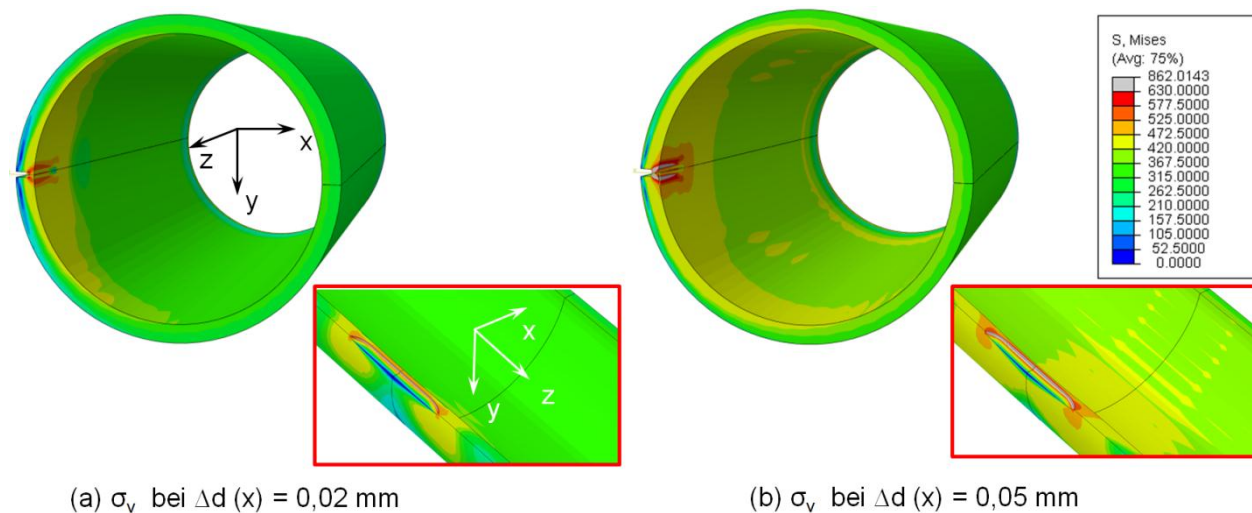 x
z
y
x
y
z
S, Mises
(Avg: 75%)
862.0143
630.0000
577.5000
525.0000
472.5000
420.0000
367.5000
315.0000
262.5000
210.0000
157.5000
105.0000
52.5000
0.0000
(a) σᵥ bei Δd (x) = 0,02 mm
(b) σᵥ bei Δd (x) = 0,05 mm